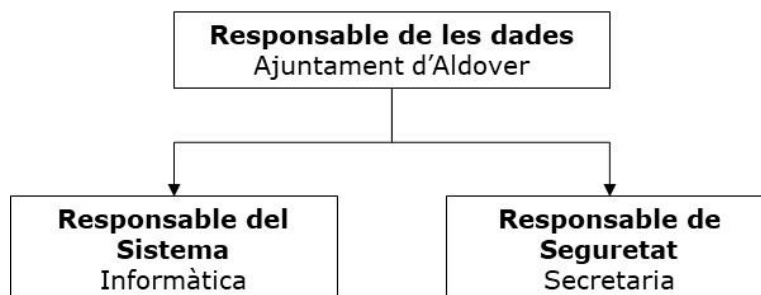 Responsable de les dades
Ajuntament d'Aldover
Responsable del
Sistema
Informàtica
Responsable de
Seguretat
Secretaria